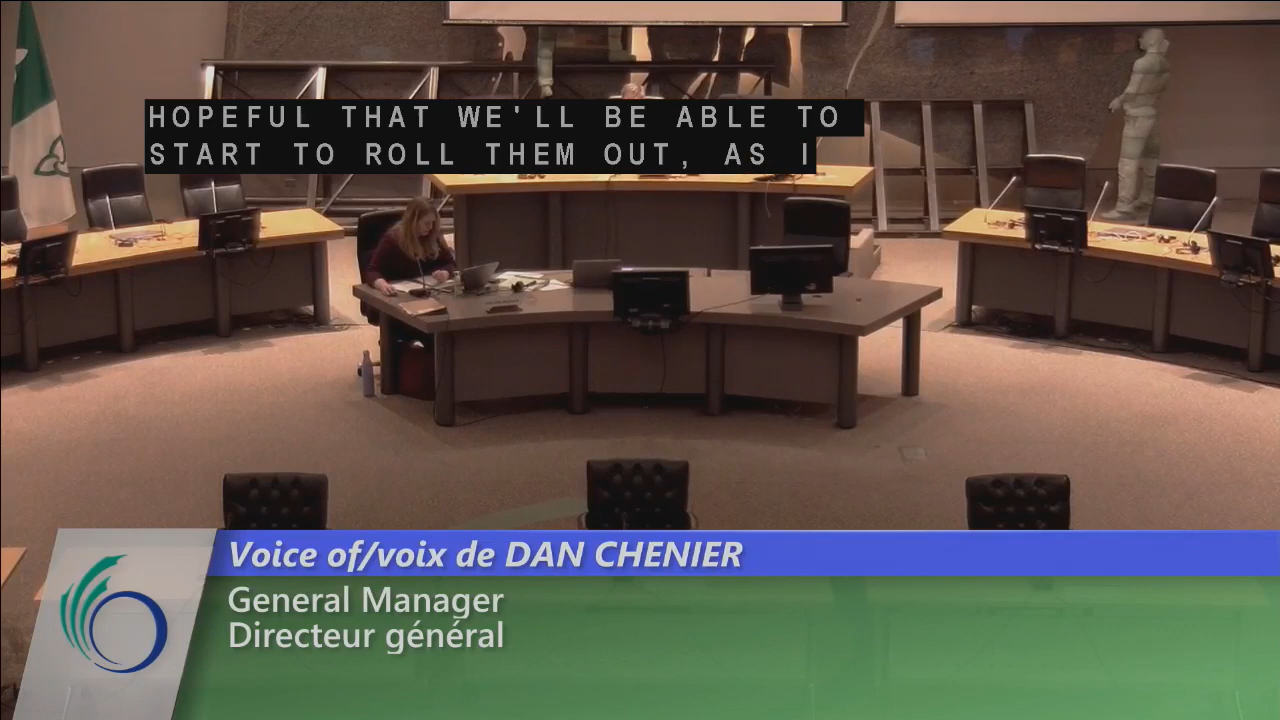 HOPEFUL THAT WE'LL BE ABLE TO
START TO ROLL THEM OUT, AS I
Voice of/voix de DAN CHENIER
General Manager
Directeur général